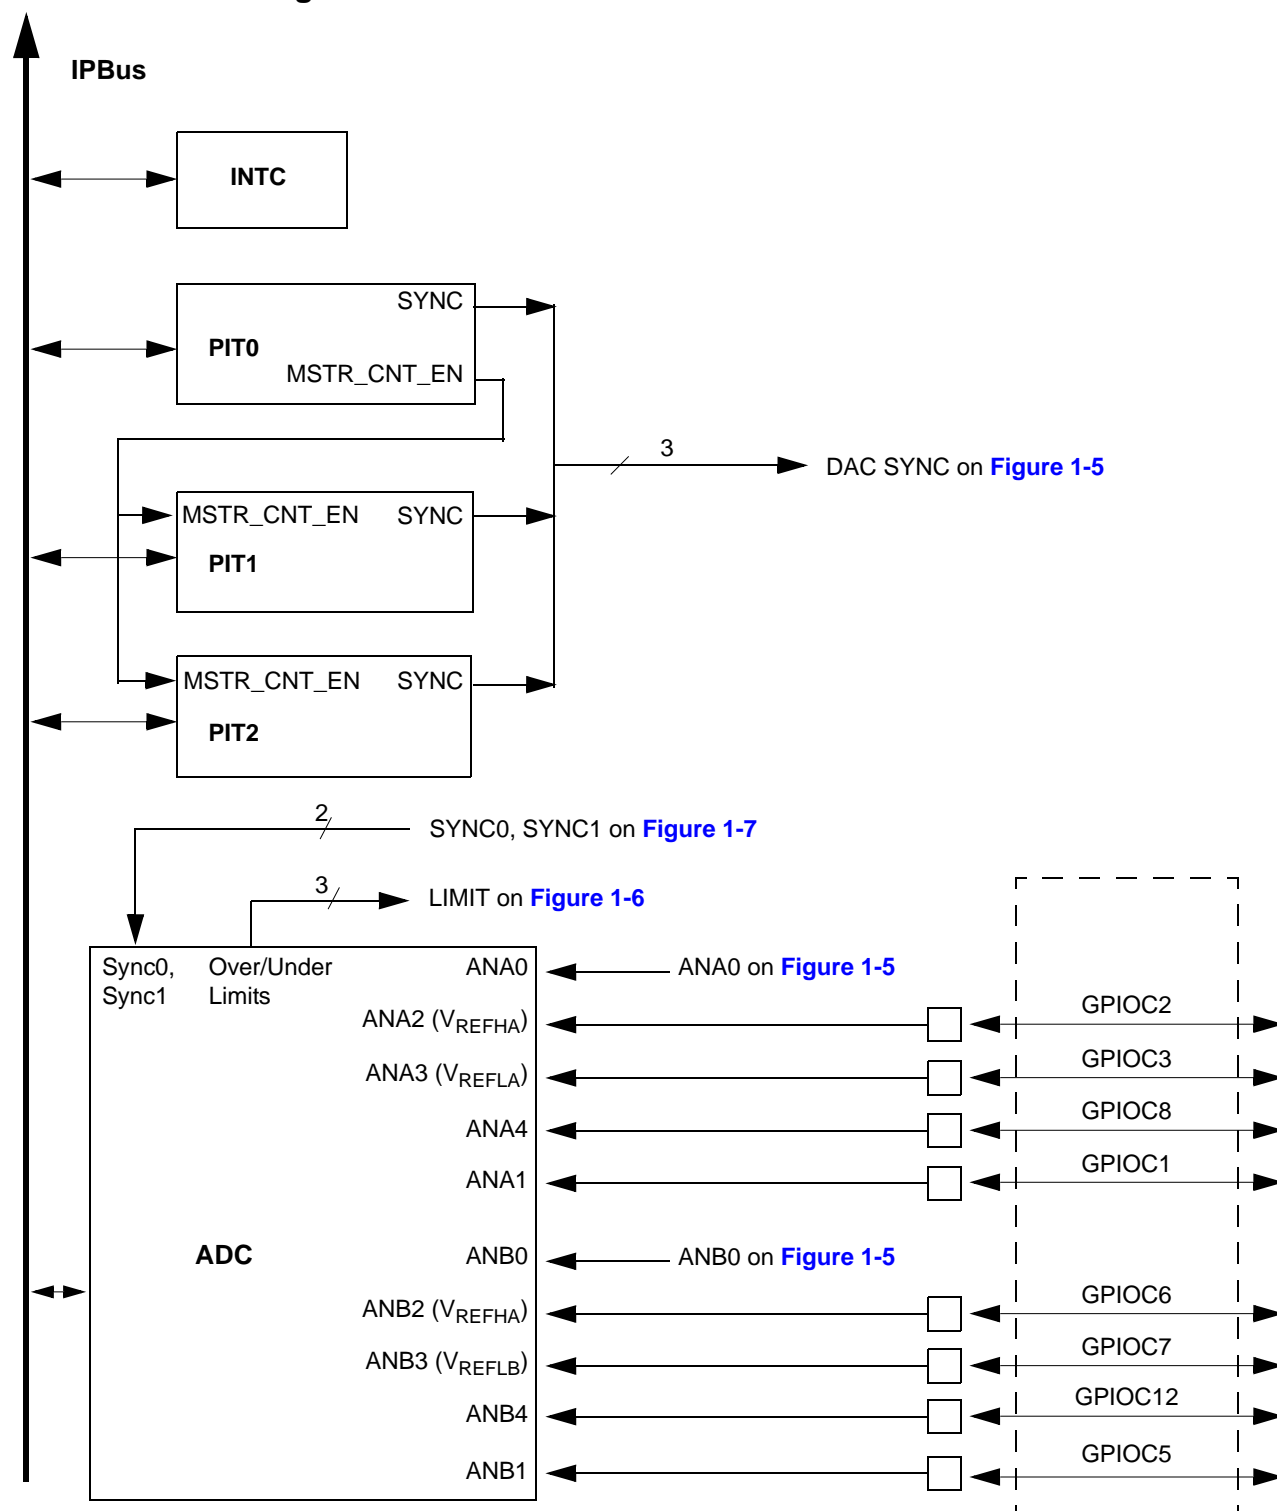 IPBus
INTC
SYNC
PIT0
MSTR_CNT_EN
3
DAC SYNC on Figure 1-5
MSTR_CNT_EN SYNC
PIT1
MSTR_CNT_EN SYNC
PIT2
2
SYNC0, SYNC1 on Figure 1-7
3
LIMIT on Figure 1-6
Sync0, Sync1
Over/Under Limits
ANA0
ANA0 on Figure 1-5
ANA2 (VREFHA)
GPIOC2
ANA3 (VREFLA)
GPIOC3
ANA4
GPIOC8
ANA1
GPIOC1
ADC
ANB0
ANB0 on Figure 1-5
ANB2 (VREFHA)
GPIOC6
ANB3 (VREFLB)
GPIOC7
ANB4
GPIOC12
ANB1
GPIOC5